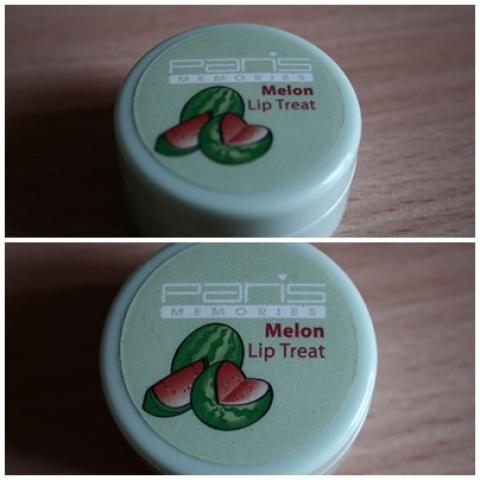 Paris
MEMORIES
Melon
Lip Treat
Paris
MEMORIES
Melon
Lip Treat